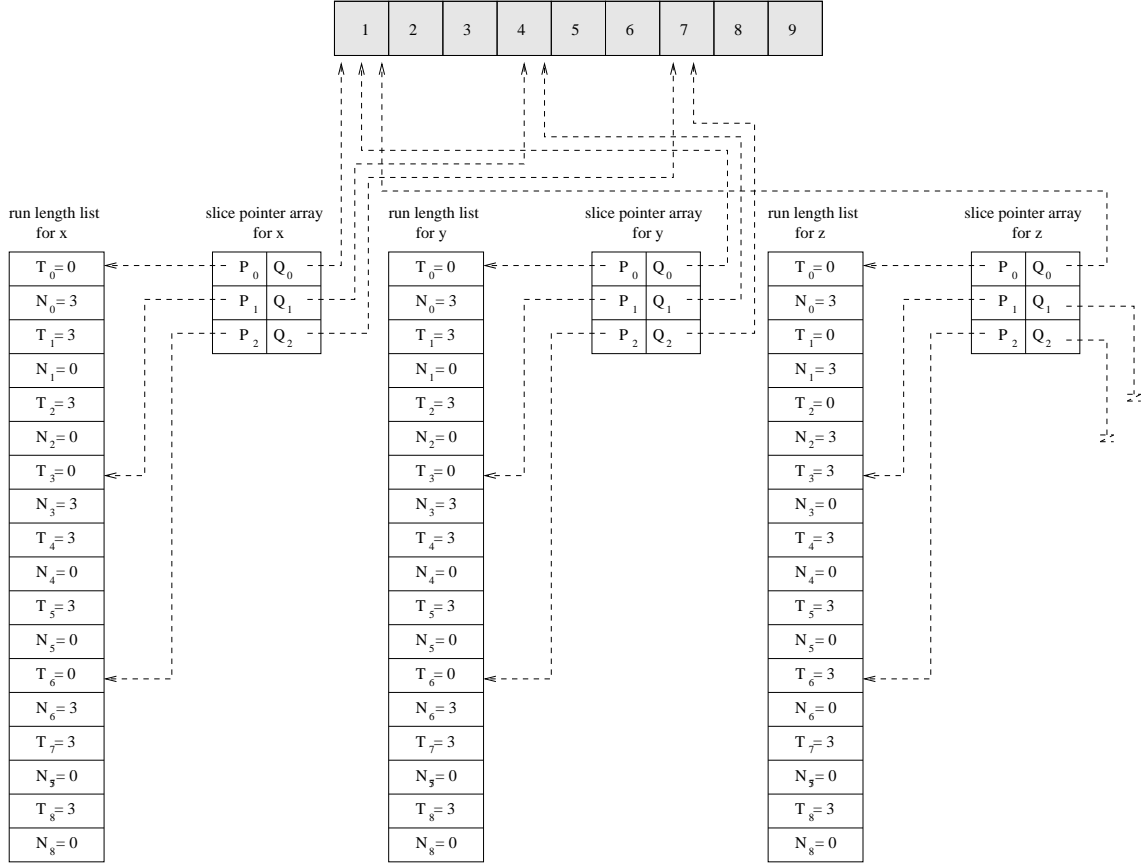 1 2 3 4 5 6 7 8 9
run length list
for x
slice pointer array
for x
run length list
for y
slice pointer array
for y
run length list
for z
slice pointer array
for z
T0=0
N0=3
T1=3
N1=0
T2=3
N2=0
T3=0
N3=3
T4=3
N4=0
T5=3
N5=0
T6=0
N6=3
T7=3
N7=0
T8=3
N8=0
P0 Q0
P1 Q1
P2 Q2
T0=0
N0=3
T1=3
N1=0
T2=3
N2=0
T3=0
N3=3
T4=3
N4=0
T5=3
N5=0
T6=0
N6=3
T7=3
N7=0
T8=3
N8=0
P0 Q0
P1 Q1
P2 Q2
T0=0
N0=3
T1=0
N1=3
T2=0
N2=3
T3=3
N3=0
T4=3
N4=0
T5=3
N5=0
T6=3
N6=0
T7=3
N7=0
T8=3
N8=0
P0 Q0
P1 Q1
P2 Q2